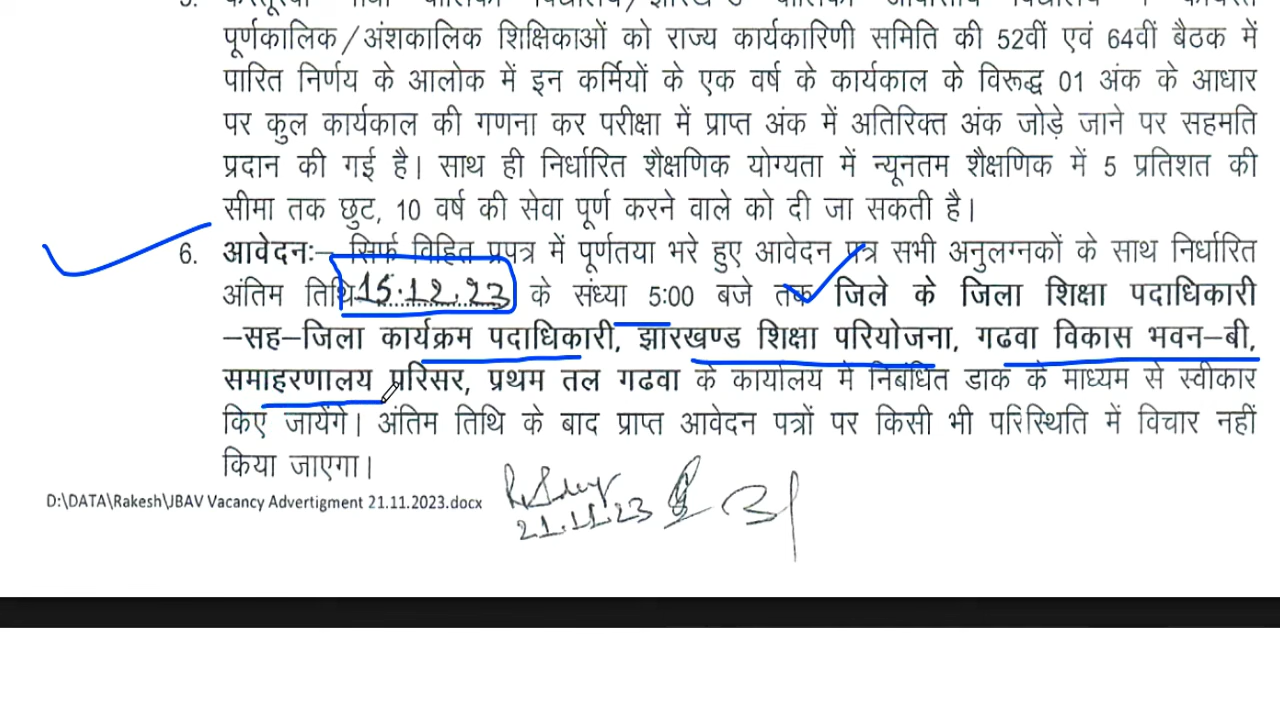 पूर्णकालिक/अंशकालिक शिक्षिकाओं को राज्य कार्यकारिणी समिति की 52वीं एवं 64वीं बैठक में
पारित निर्णय के आलोक में इन कर्मियों के एक वर्ष के कार्यकाल के विरूद्ध 01 अंक के आधार
पर कुल कार्यकाल की गणना कर परीक्षा में प्राप्त अंक में अतिरिक्त अंक जोड़े जाने पर सहमति
प्रदान की गई है। साथ ही निर्धारित शैक्षणिक योग्यता में न्यूनतम शैक्षणिक में 5 प्रतिशत की
सीमा तक छुट, 10 वर्ष की सेवा पूर्ण करने वाले को दी जा सकती है।
6. आवेदनः– सिर्फ विहित प्रपत्र में पूर्णतया भरे हुए आवेदन पत्र सभी अनुलग्नकों के साथ निर्धारित
अंतिम तिथि 15.12.23 के संध्या 5:00 बजे तक जिले के जिला शिक्षा पदाधिकारी
–सह–जिला कार्यक्रम पदाधिकारी, झारखण्ड शिक्षा परियोजना, गढवा विकास भवन–बी,
समाहरणालय परिसर, प्रथम तल गढवा के कार्यालय में निबंधित डाक के माध्यम से स्वीकार
किए जायेंगे। अंतिम तिथि के बाद प्राप्त आवेदन पत्रों पर किसी भी परिस्थिति में विचार नहीं
किया जाएगा।
D:\DATA\Rakesh\JBAV Vacancy Advertigment 21.11.2023.docx
21.11.23